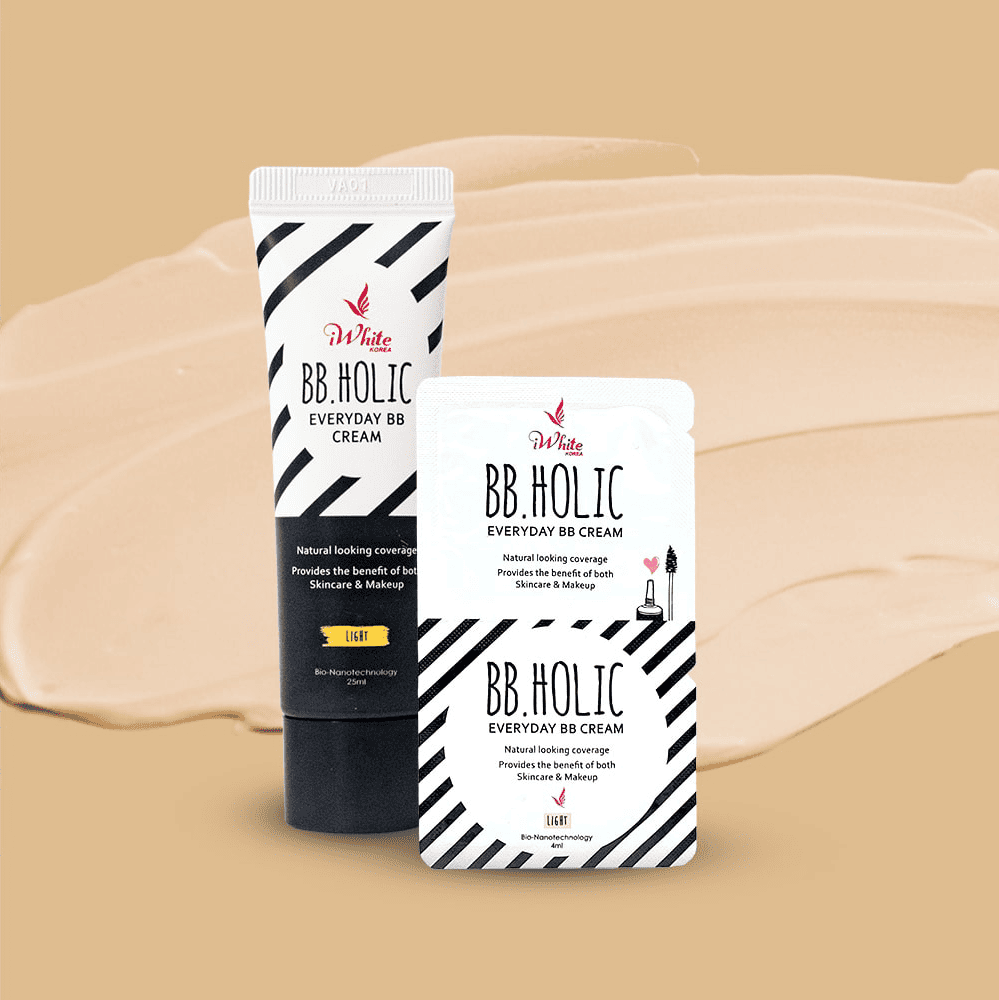 VA01
iWhite
KOREA
BB.HOLIC
EVERYDAY BB
CREAM
Natural looking coverage
Provides the benefit of both
Skincare & Makeup
LIGHT
Bio-Nanotechnology
25ml
iWhite
KOREA
BB.HOLIC
EVERYDAY BB CREAM
Natural looking coverage
Provides the benefit of both
Skincare & Makeup
BB.HOLIC
EVERYDAY BB CREAM
Natural looking coverage
Provides the benefit of both
Skincare & Makeup
LIGHT
Bio-Nanotechnology
4ml